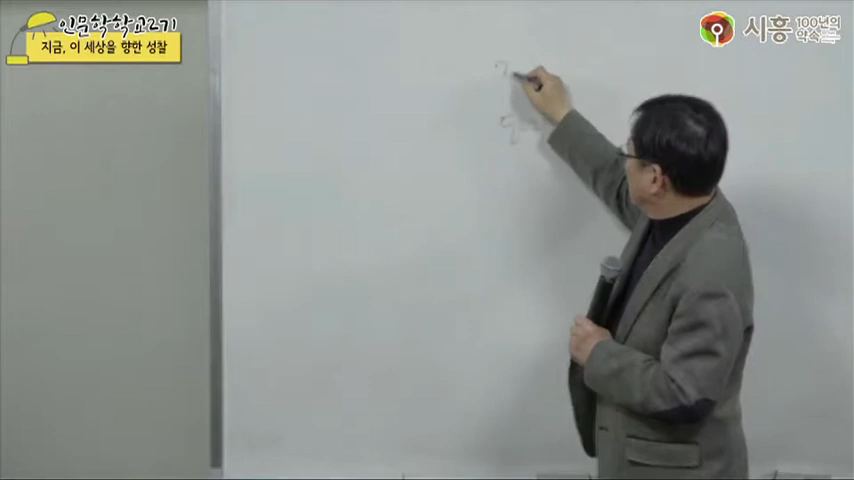 인문학학교2기
지금, 이 세상을 향한 성찰
시흥 100년의
약속